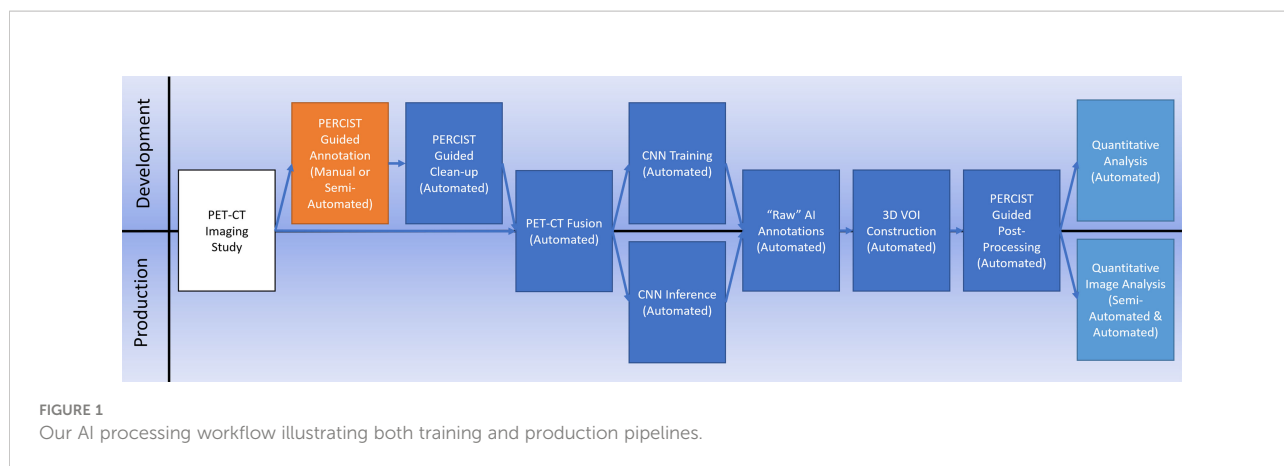 Development
Production
PET-CT
Imaging
Study
PERCIST
Guided
Annotation
(Manual or
Semi-
Automated)
PERCIST
Guided
Clean-up
(Automated)
PET-CT Fusion
(Automated)
CNN Training
(Automated)
CNN Inference
(Automated)
“Raw” AI
Annotations
(Automated)
3D VOI
Construction
(Automated)
PERCIST
Guided
Post-
Processing
(Automated)
Quantitative
Analysis
(Automated)
Quantitative
Image Analysis
(Semi-
Automated &
Automated)
FIGURE 1
Our AI processing workflow illustrating both training and production pipelines.